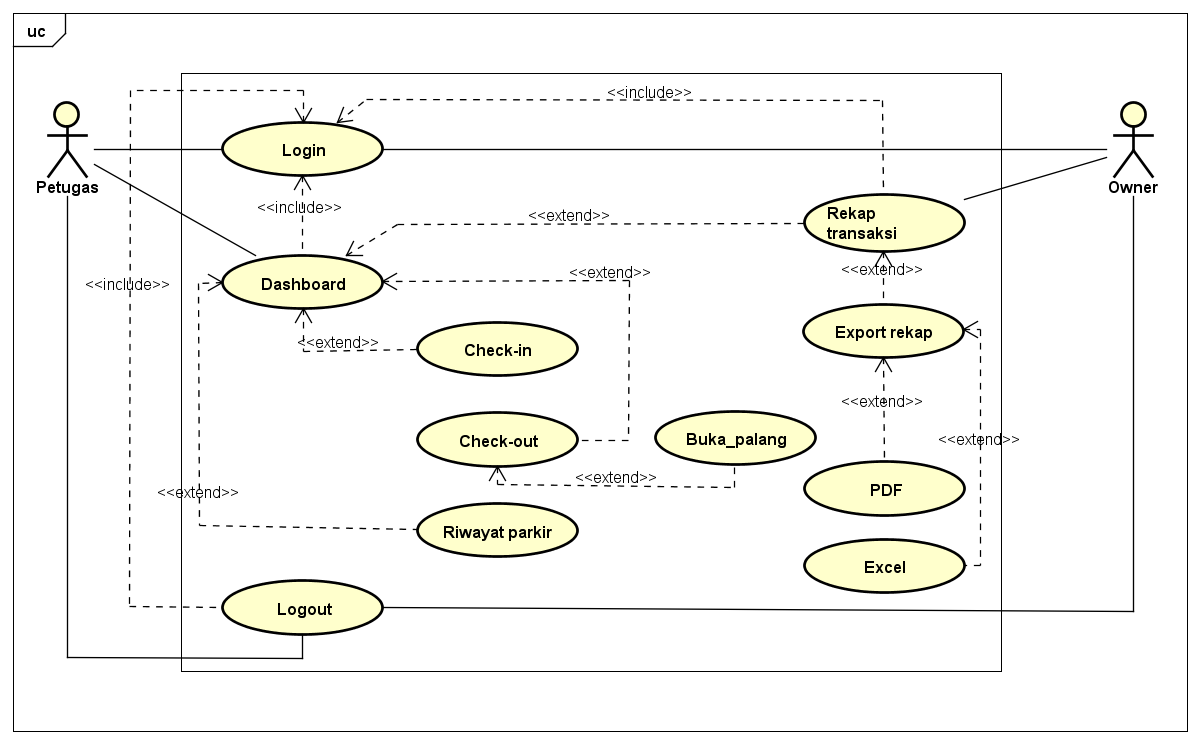 uc
<<include>>
Login
Petugas
Owner
<<include>>
<<extend>>
Rekap
transaksi
<<extend>>
<<extend>>
<<include>>
Dashboard
Export rekap
<<extend>>
Check-in
<<extend>>
Check-out
Buka_palang
<<extend>>
<<extend>>
<<extend>>
PDF
Riwayat parkir
Excel
Logout